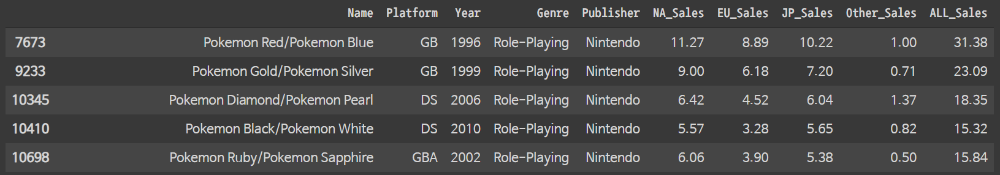 Name Platform Year Genre Publisher NA_Sales EU_Sales JP_Sales Other_Sales ALL_Sales
7673 Pokemon Red/Pokemon Blue GB 1996 Role-Playing Nintendo 11.27 8.89 10.22 1.00 31.38
9233 Pokemon Gold/Pokemon Silver GB 1999 Role-Playing Nintendo 9.00 6.18 7.20 0.71 23.09
10345 Pokemon Diamond/Pokemon Pearl DS 2006 Role-Playing Nintendo 6.42 4.52 6.04 1.37 18.35
10410 Pokemon Black/Pokemon White DS 2010 Role-Playing Nintendo 5.57 3.28 5.65 0.82 15.32
10698 Pokemon Ruby/Pokemon Sapphire GBA 2002 Role-Playing Nintendo 6.06 3.90 5.38 0.50 15.84